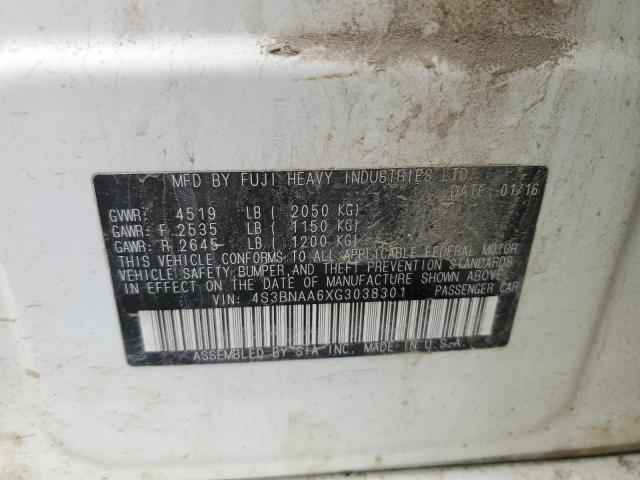 MFD BY FUJI HEAVY INDUSTRIES LTD.
DATE: 01/16
GVWR: 4519 LB ( 2050 KG)
GAWR: F 2535 LB ( 1150 KG)
GAWR: R 2645 LB ( 1200 KG)
THIS VEHICLE CONFORMS TO ALL APPLICABLE FEDERAL MOTOR
VEHICLE SAFETY, BUMPER, AND THEFT PREVENTION STANDARDS
IN EFFECT ON THE DATE OF MANUFACTURE SHOWN ABOVE.
VIN: 4S3BNAA6XG3038301 PASSENGER CAR
ASSEMBLED BY SIA INC. MADE IN U.S.A.